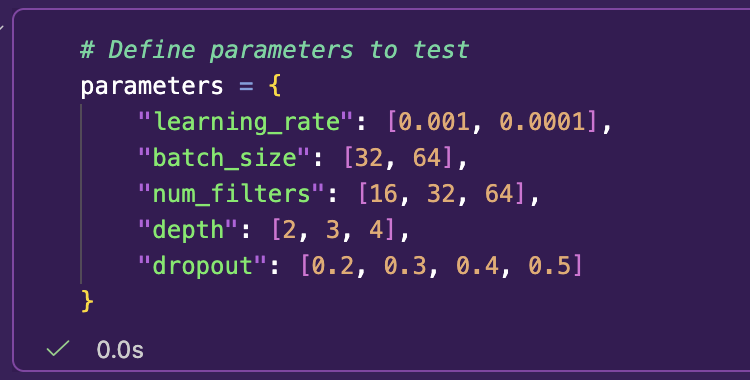 # Define parameters to test
parameters = {
"learning_rate": [0.001, 0.0001],
"batch_size": [32, 64],
"num_filters": [16, 32, 64],
"depth": [2, 3, 4],
"dropout": [0.2, 0.3, 0.4, 0.5]
}
0.0s